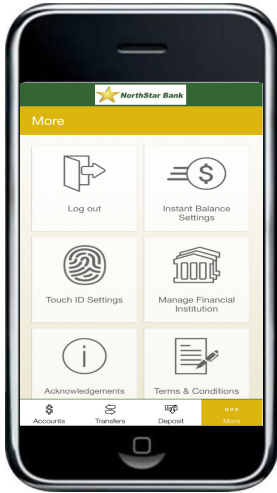 NorthStar Bank
More
Log out
Instant Balance
Settings
Touch ID Settings
Manage Financial
Institution
i
Acknowledgements
Terms & Conditions
Accounts
Transfers
Deposit
More